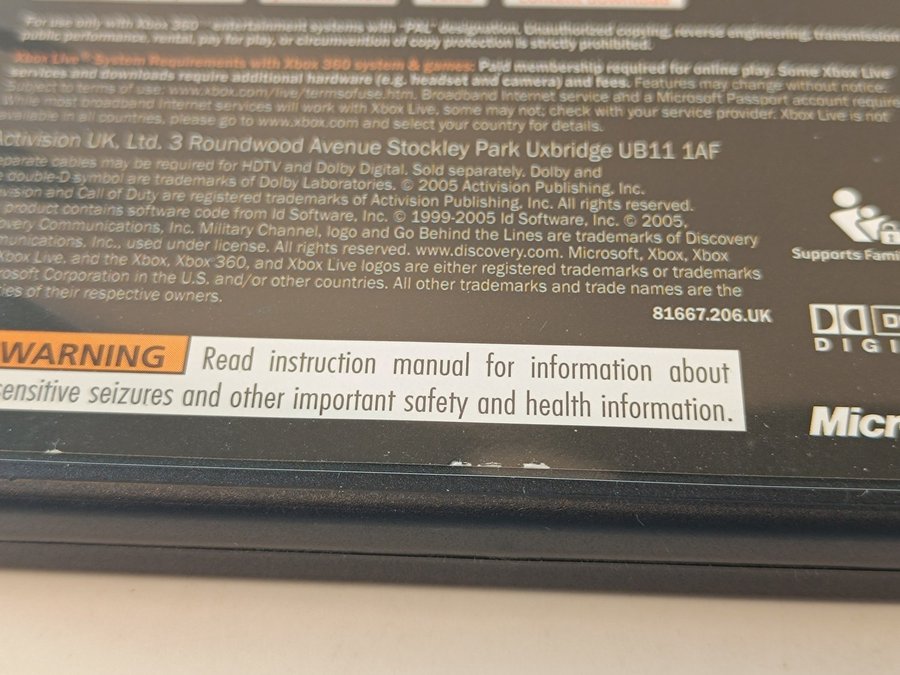 For use only with Xbox 360™ entertainment systems with "PAL" designation. Unauthorized copying, reverse engineering, transmission
public performance, rental, pay for play, or circumvention of copy protection is strictly prohibited.
Xbox Live™ System Requirements with Xbox 360 system & games: Paid membership required for online play. Some Xbox Live
services and downloads require additional hardware (e.g. headset and camera) and fees. Features may change without notice.
Subject to terms of use: www.xbox.com/live/termsofuse.htm. Broadband Internet service and a Microsoft Passport account require
While most broadband Internet services will work with Xbox Live, some may not; check with your service provider. Xbox Live is not
available in all countries, please go to www.xbox.com and select your country for details.
Activision UK, Ltd. 3 Roundwood Avenue Stockley Park Uxbridge UB11 1AF
eparate cables may be required for HDTV and Dolby Digital. Sold separately. Dolby and
e double-D symbol are trademarks of Dolby Laboratories. © 2005 Activision Publishing, Inc.
vision and Call of Duty are registered trademarks of Activision Publishing, Inc. All rights reserved.
product contains software code from Id Software, Inc. © 1999-2005 Id Software, Inc. © 2005,
overy Communications, Inc. Military Channel, logo and Go Behind the Lines are trademarks of Discovery
munications, Inc., used under license. All rights reserved. www.discovery.com. Microsoft, Xbox, Xbox
Xbox Live, and the Xbox, Xbox 360, and Xbox Live logos are either registered trademarks or trademarks
rosoft Corporation in the U.S. and/or other countries. All other trademarks and trade names are the
ies of their respective owners.
81667.206.UK
Supports Fami
DIGI
WARNING Read instruction manual for information about
sensitive seizures and other important safety and health information.
Micr